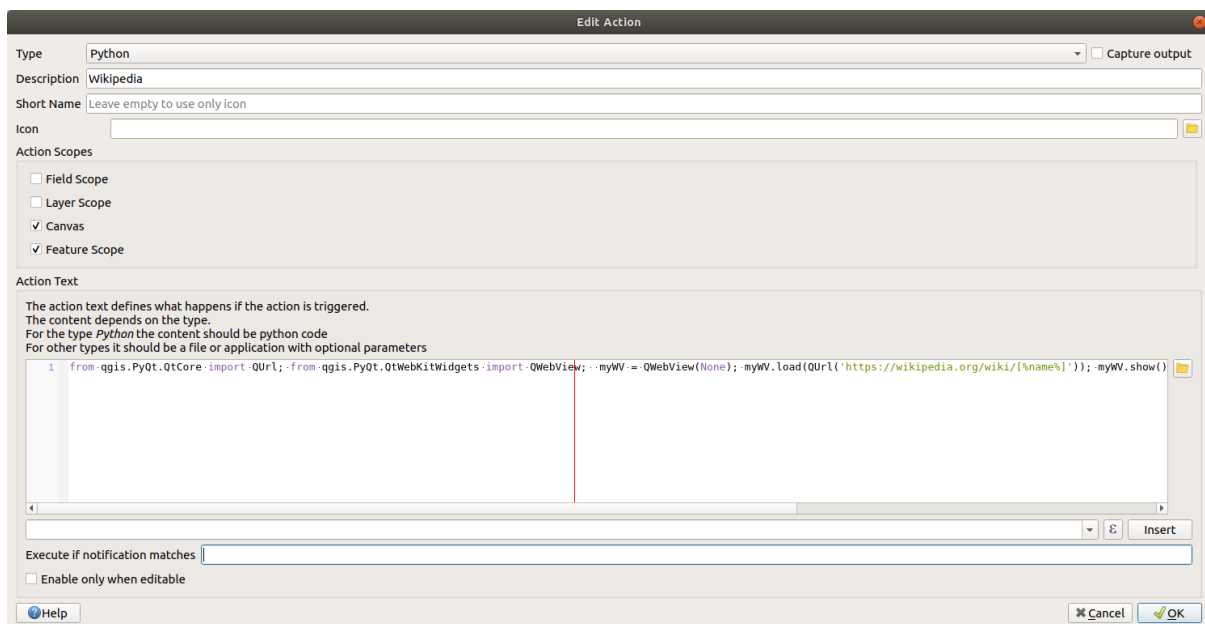 Edit Action
Type Python Capture output
Description Wikipedia
Short Name Leave empty to use only icon
Icon
Action Scopes
Field Scope
Layer Scope
Canvas
Feature Scope
Action Text
The action text defines what happens if the action is triggered.
The content depends on the type.
For the type Python the content should be python code
For other types it should be a file or application with optional parameters
1 from·qgis.PyQt.QtCore·import·QUrl;·from·qgis.PyQt.QtWebKitWidgets·import·QWebView;··myWV·=·QWebView(None);·myWV.load(QUrl('https://wikipedia.org/wiki/[%name%]'));·myWV.show()
ε Insert
Execute if notification matches
Enable only when editable
Help Cancel OK